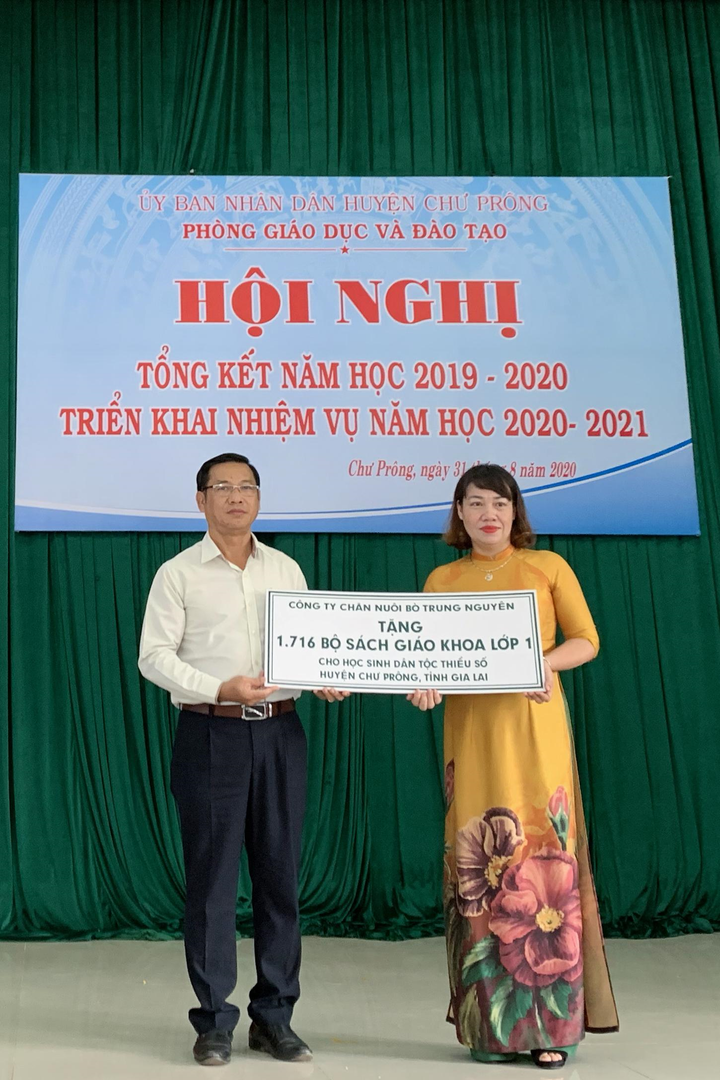 ỦY BAN NHÂN DÂN HUYỆN CHƯ PRÔNG
PHÒNG GIÁO DỤC VÀ ĐÀO TẠO
HỘI NGHỊ
TỔNG KẾT NĂM HỌC 2019 - 2020
TRIỂN KHAI NHIỆM VỤ NĂM HỌC 2020- 2021
Chư Prông, ngày 31 tháng 8 năm 2020
CÔNG TY CHĂN NUÔI BÒ TRUNG NGUYÊN
TẶNG
1.716 BỘ SÁCH GIÁO KHOA LỚP 1
CHO HỌC SINH DÂN TỘC THIỂU SỐ
HUYỆN CHƯ PRÔNG, TỈNH GIA LAI